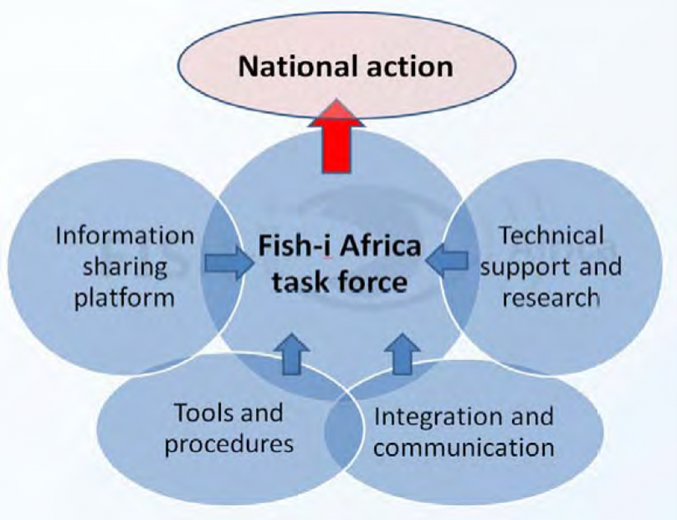 National action
Information
sharing
platform
Fish-i Africa
task force
Technical
support and
research
Tools and
procedures
Integration and
communication